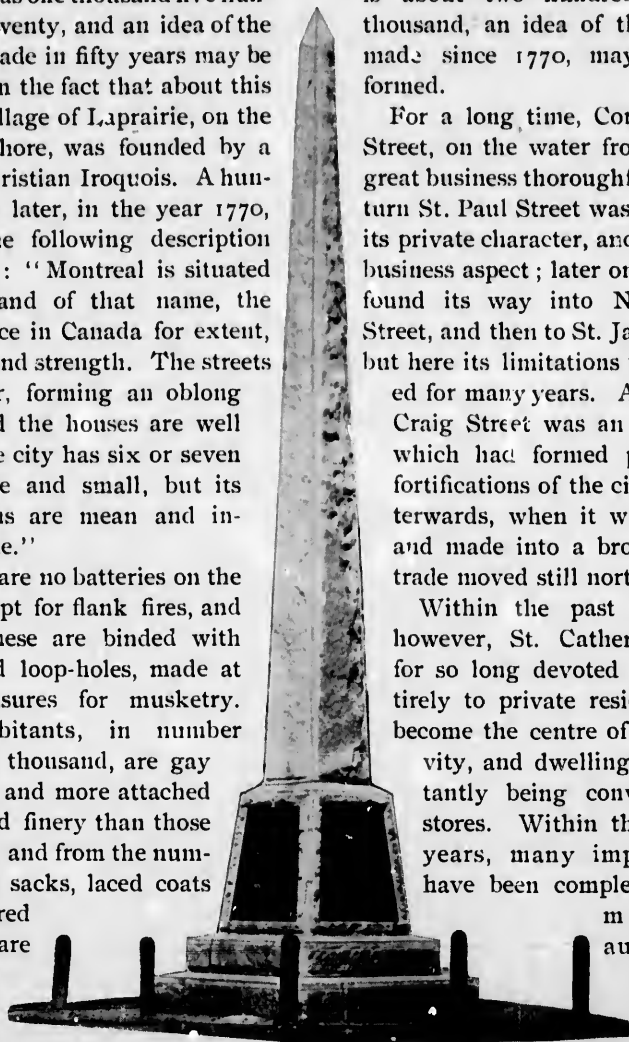 venty, and an idea of the
ade in fifty years may be
n the fact that about this
llage of Laprairie, on the
hore, was founded by a
ristian Iroquois. A hun-
later, in the year 1770,
e following description
: “ Montreal is situated
and of that name, the
ce in Canada for extent,
nd strength. The streets
r, forming an oblong
d the houses are well
e city has six or seven
e and small, but its
ns are mean and in-
e.”
are no batteries on the
pt for flank fires, and
nese are binded with
d loop-holes, made at
sures for musketry.
bitants, in number
thousand, are gay
and more attached
d finery than those
and from the num-
sacks, laced coats
red
are
thousand, an idea of th
made since 1770, may
formed.
For a long time, Con
Street, on the water fro
great business thoroughf
turn St. Paul Street was
its private character, and
business aspect ; later on
found its way into N
Street, and then to St. Ja
but here its limitations
ed for many years. A
Craig Street was an
which had formed p
fortifications of the ci
terwards, when it w
and made into a bro
trade moved still nort
Within the past
however, St. Cather
for so long devoted
tirely to private resi
become the centre of
vity, and dwelling
tantly being conv
stores. Within th
years, many imp
have been comple
m
au